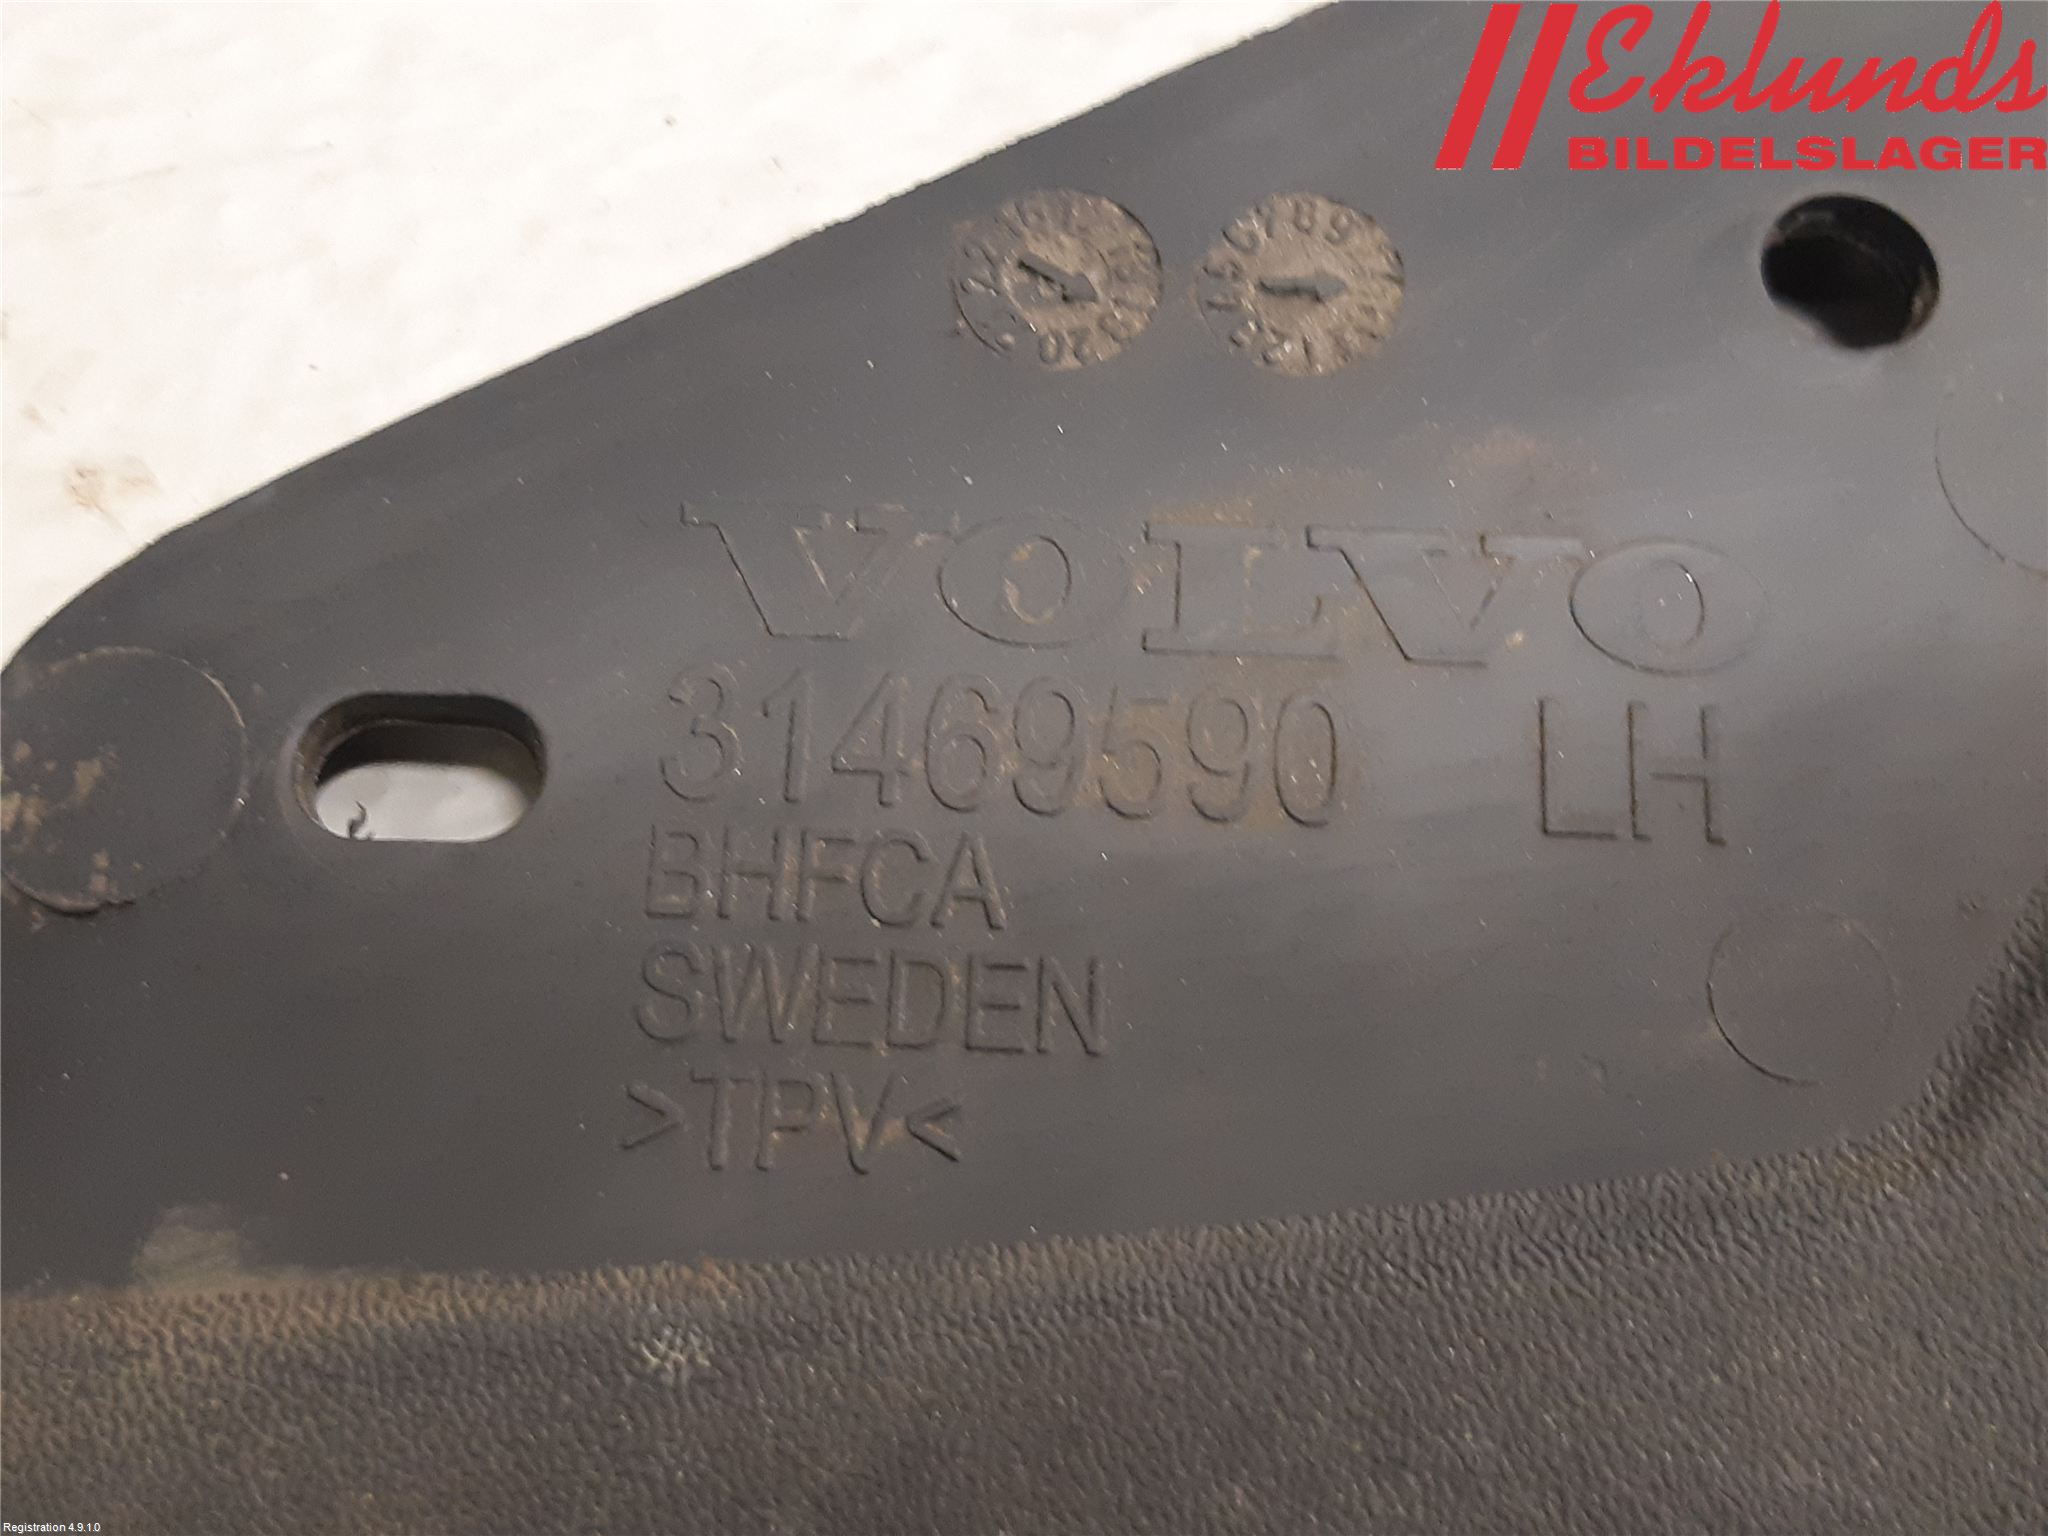 Eklunds
BILDELSLAGER
VOLVO
31469590 LH
BHFCA
SWEDEN
>TPV<
Registration 4.9.1.0